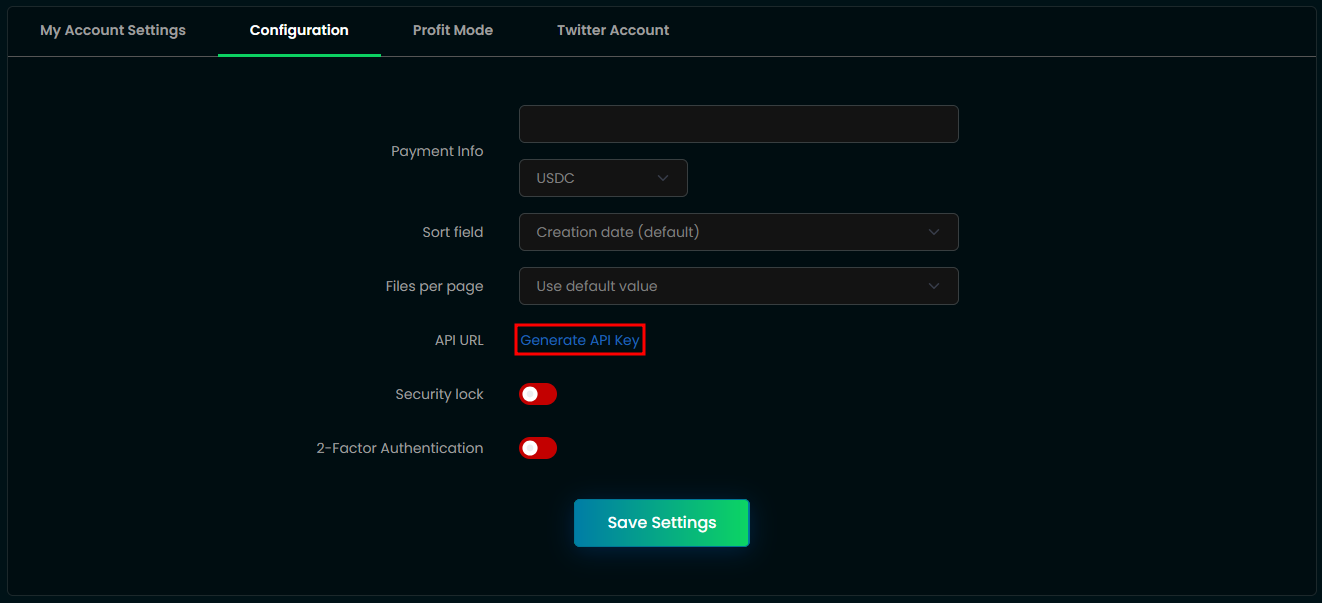 My Account Settings
Configuration
Profit Mode
Twitter Account
Payment Info
USDC
Sort field
Creation date (default)
Files per page
Use default value
API URL
Generate API Key
Security lock
2-Factor Authentication
Save Settings